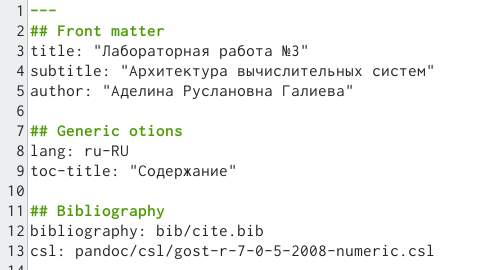 1 ---
2 ## Front matter
3 title: "Лабораторная работа №3"
4 subtitle: "Архитектура вычислительных систем"
5 author: "Аделина Руслановна Галиева"
6
7 ## Generic otions
8 lang: ru-RU
9 toc-title: "Содержание"
10
11 ## Bibliography
12 bibliography: bib/cite.bib
13 csl: pandoc/csl/gost-r-7-0-5-2008-numeric.csl